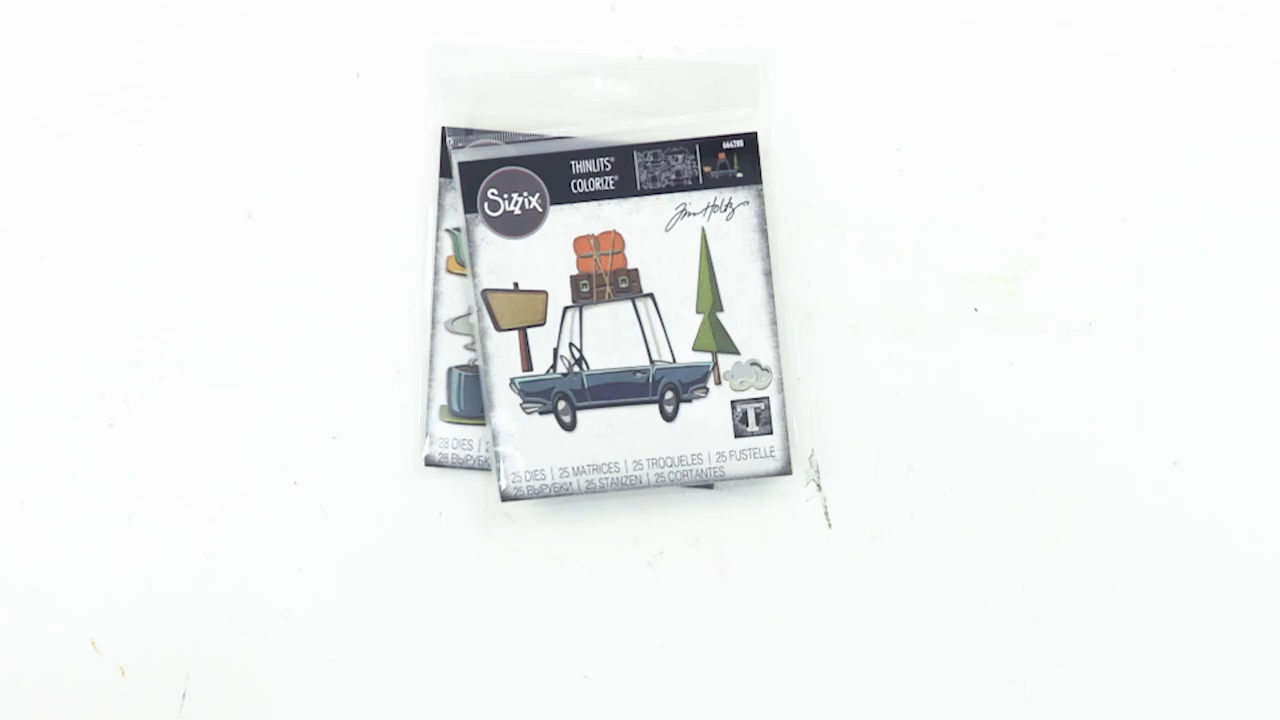 THINLITS®
COLORIZE®
666280
Sizzix
Tim Holtz®
T
25 DIES | 25 MATRICES | 25 TROQUELES | 25 FUSTELLE
25 ВЫРУБКИ | 25 STANZEN | 25 CORTANTES
28 DIES |
28 ВЫРУБК